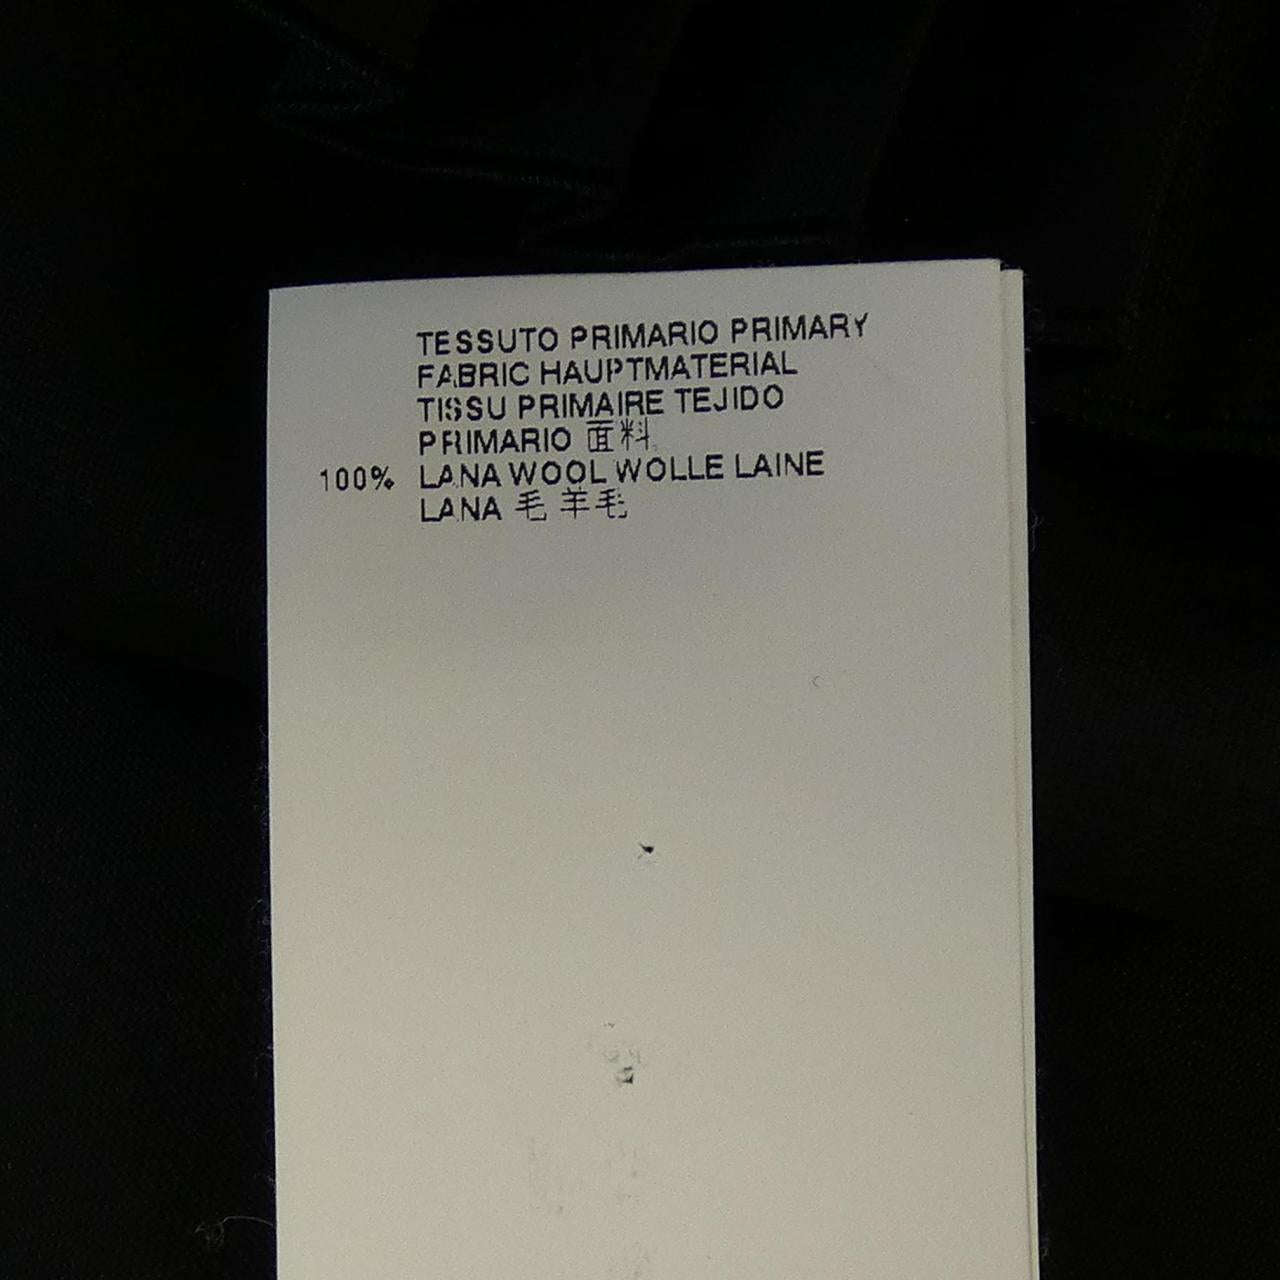 TESSUTO PRIMARIO PRIMARY
FABRIC HAUPTMATERIAL
TISSU PRIMAIRE TEJIDO
PRIMARIO 面料
100% LANA WOOL WOLLE LAINE
LANA 毛 羊毛